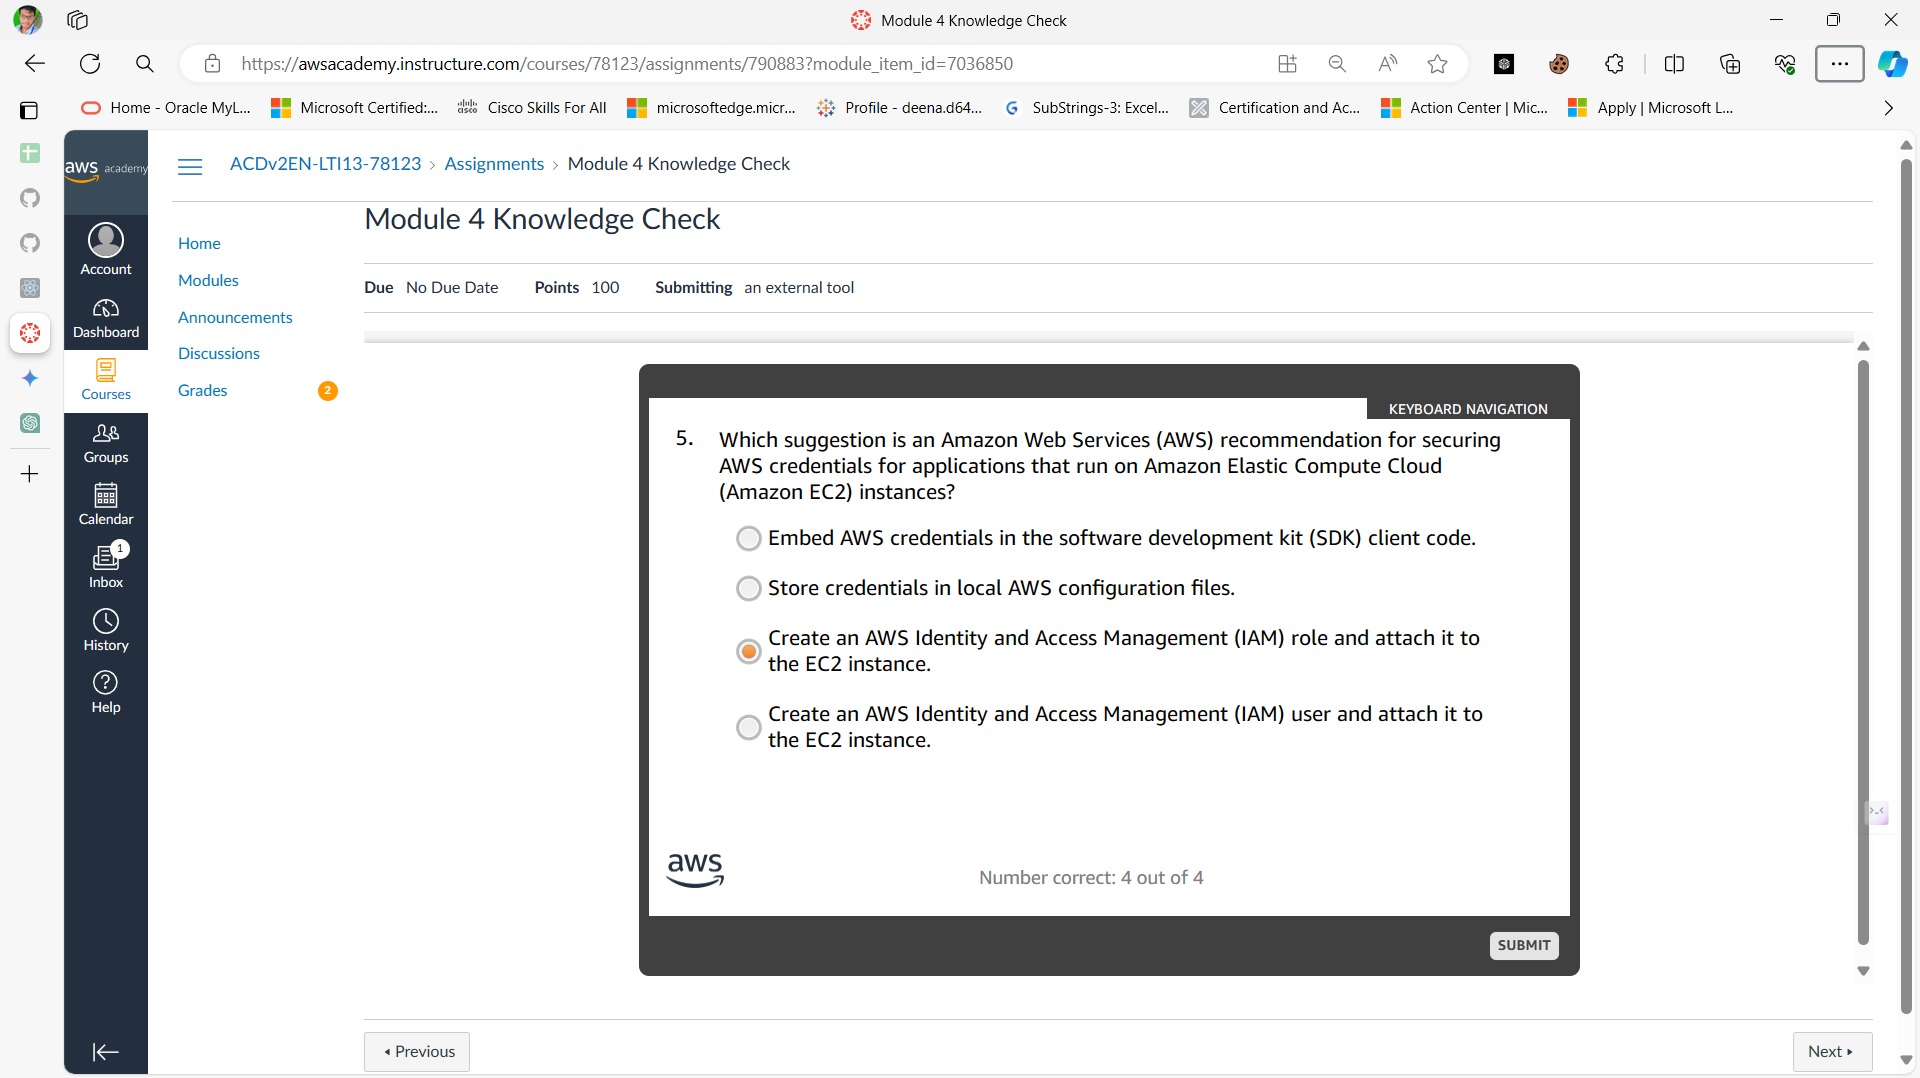 Module 4 Knowledge Check
https://awsacademy.instructure.com/courses/78123/assignments/790883?module_item_id=7036850
Home - Oracle MyL...
Microsoft Certified:...
Cisco Skills For All
microsoftedge.micr...
Profile - deena.d64...
SubStrings-3: Excel...
Certification and Ac...
Action Center | Mic...
Apply | Microsoft L...
aws academy
ACDv2EN-LTI13-78123 › Assignments › Module 4 Knowledge Check
Account
Dashboard
Courses
Groups
Calendar
1
Inbox
History
Help
Home
Modules
Announcements
Discussions
Grades 2
Module 4 Knowledge Check
Due No Due Date Points 100 Submitting an external tool
KEYBOARD NAVIGATION
5. Which suggestion is an Amazon Web Services (AWS) recommendation for securing
AWS credentials for applications that run on Amazon Elastic Compute Cloud
(Amazon EC2) instances?
Embed AWS credentials in the software development kit (SDK) client code.
Store credentials in local AWS configuration files.
Create an AWS Identity and Access Management (IAM) role and attach it to
the EC2 instance.
Create an AWS Identity and Access Management (IAM) user and attach it to
the EC2 instance.
aws
Number correct: 4 out of 4
SUBMIT
Previous
Next